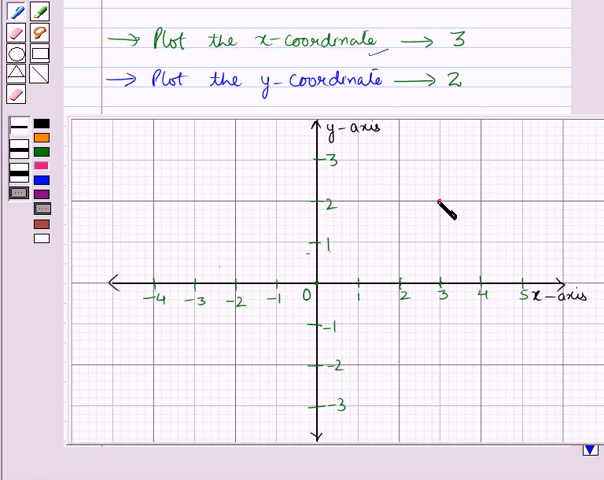 → Plot the x-coordinate → 3
→ Plot the y-coordinate → 2
y-axis
3
2
1
-4 -3 -2 -1 0 1 2 3 4 5 x-axis
-1
-2
-3